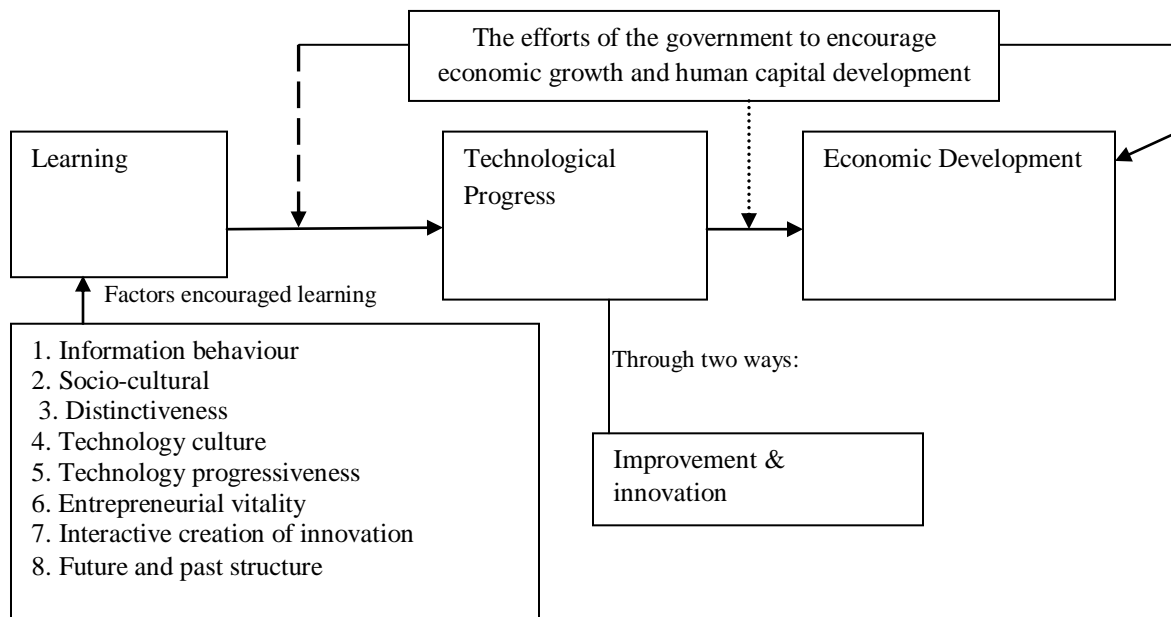 The efforts of the government to encourage
economic growth and human capital development
Learning
Technological
Progress
Economic Development
Factors encouraged learning
1. Information behaviour
2. Socio-cultural
3. Distinctiveness
4. Technology culture
5. Technology progressiveness
6. Entrepreneurial vitality
7. Interactive creation of innovation
8. Future and past structure
Through two ways:
Improvement &
innovation